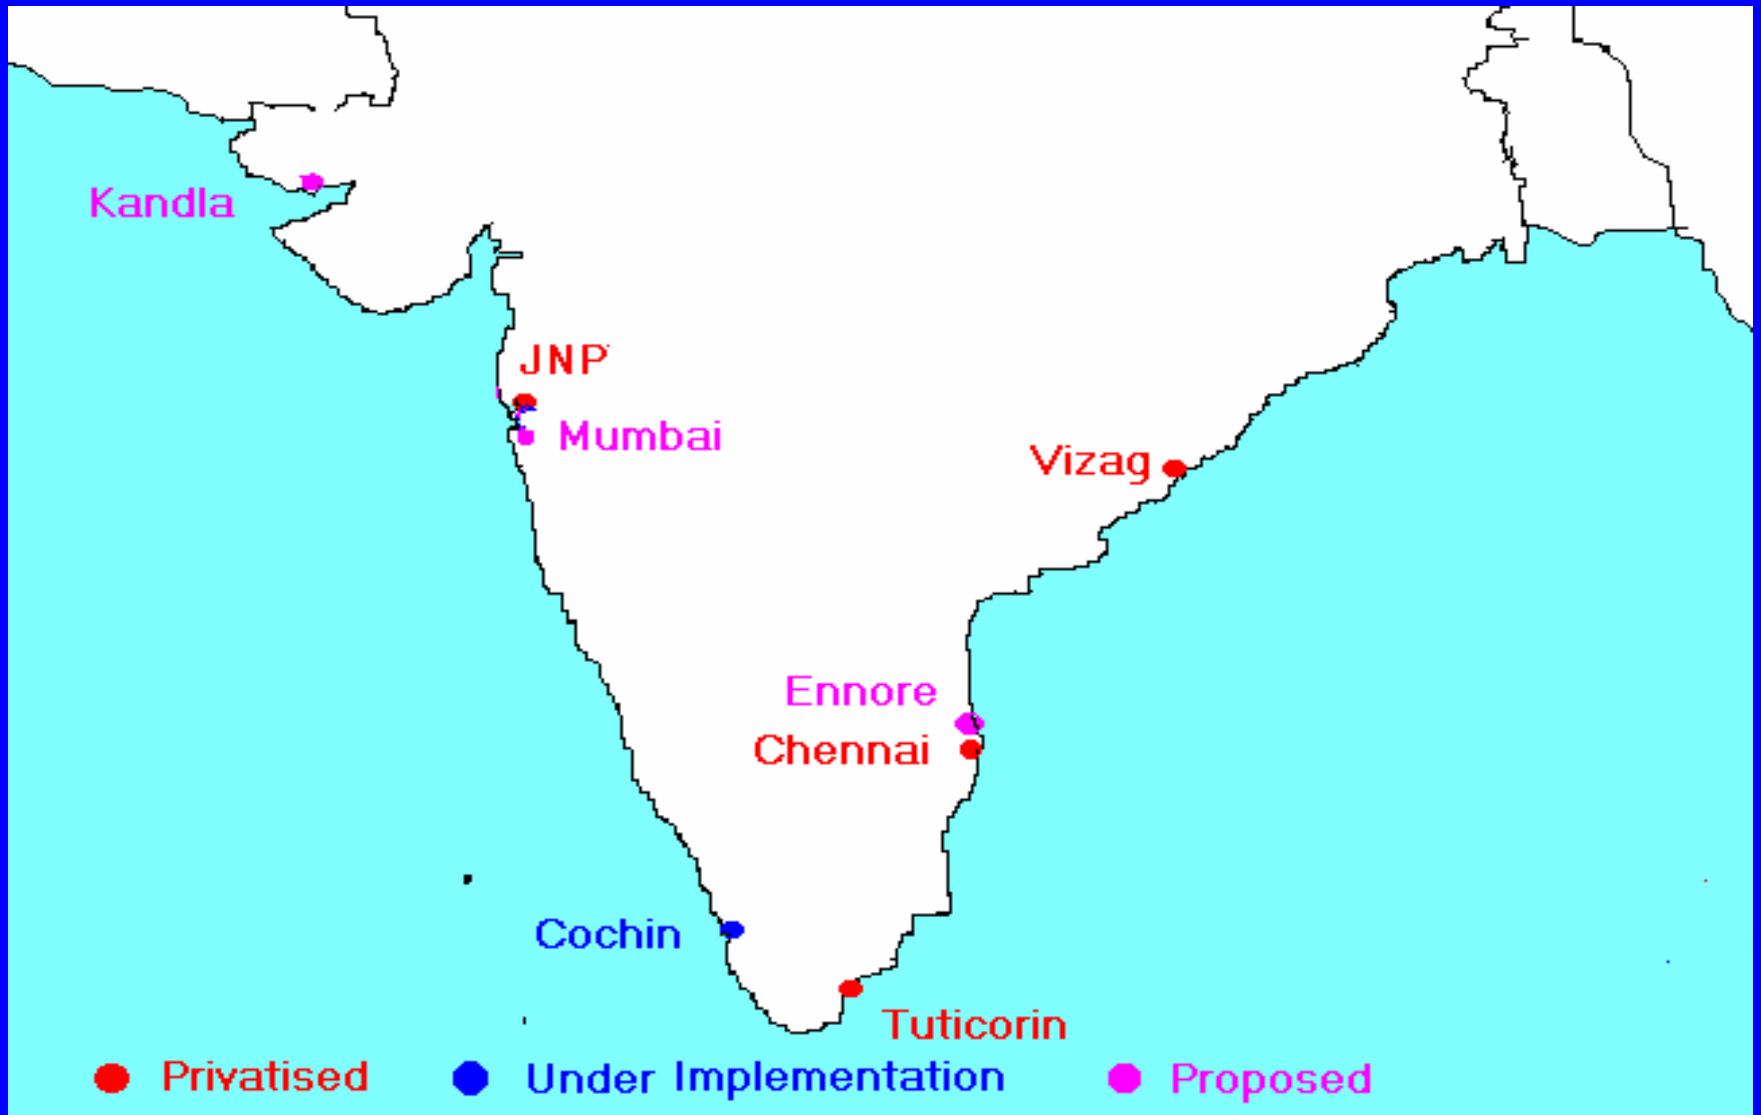 Kandla
JNP
Mumbai
Vizag
Ennore
Chennai
Cochin
Tuticorin
Privatised
Under Implementation
Proposed